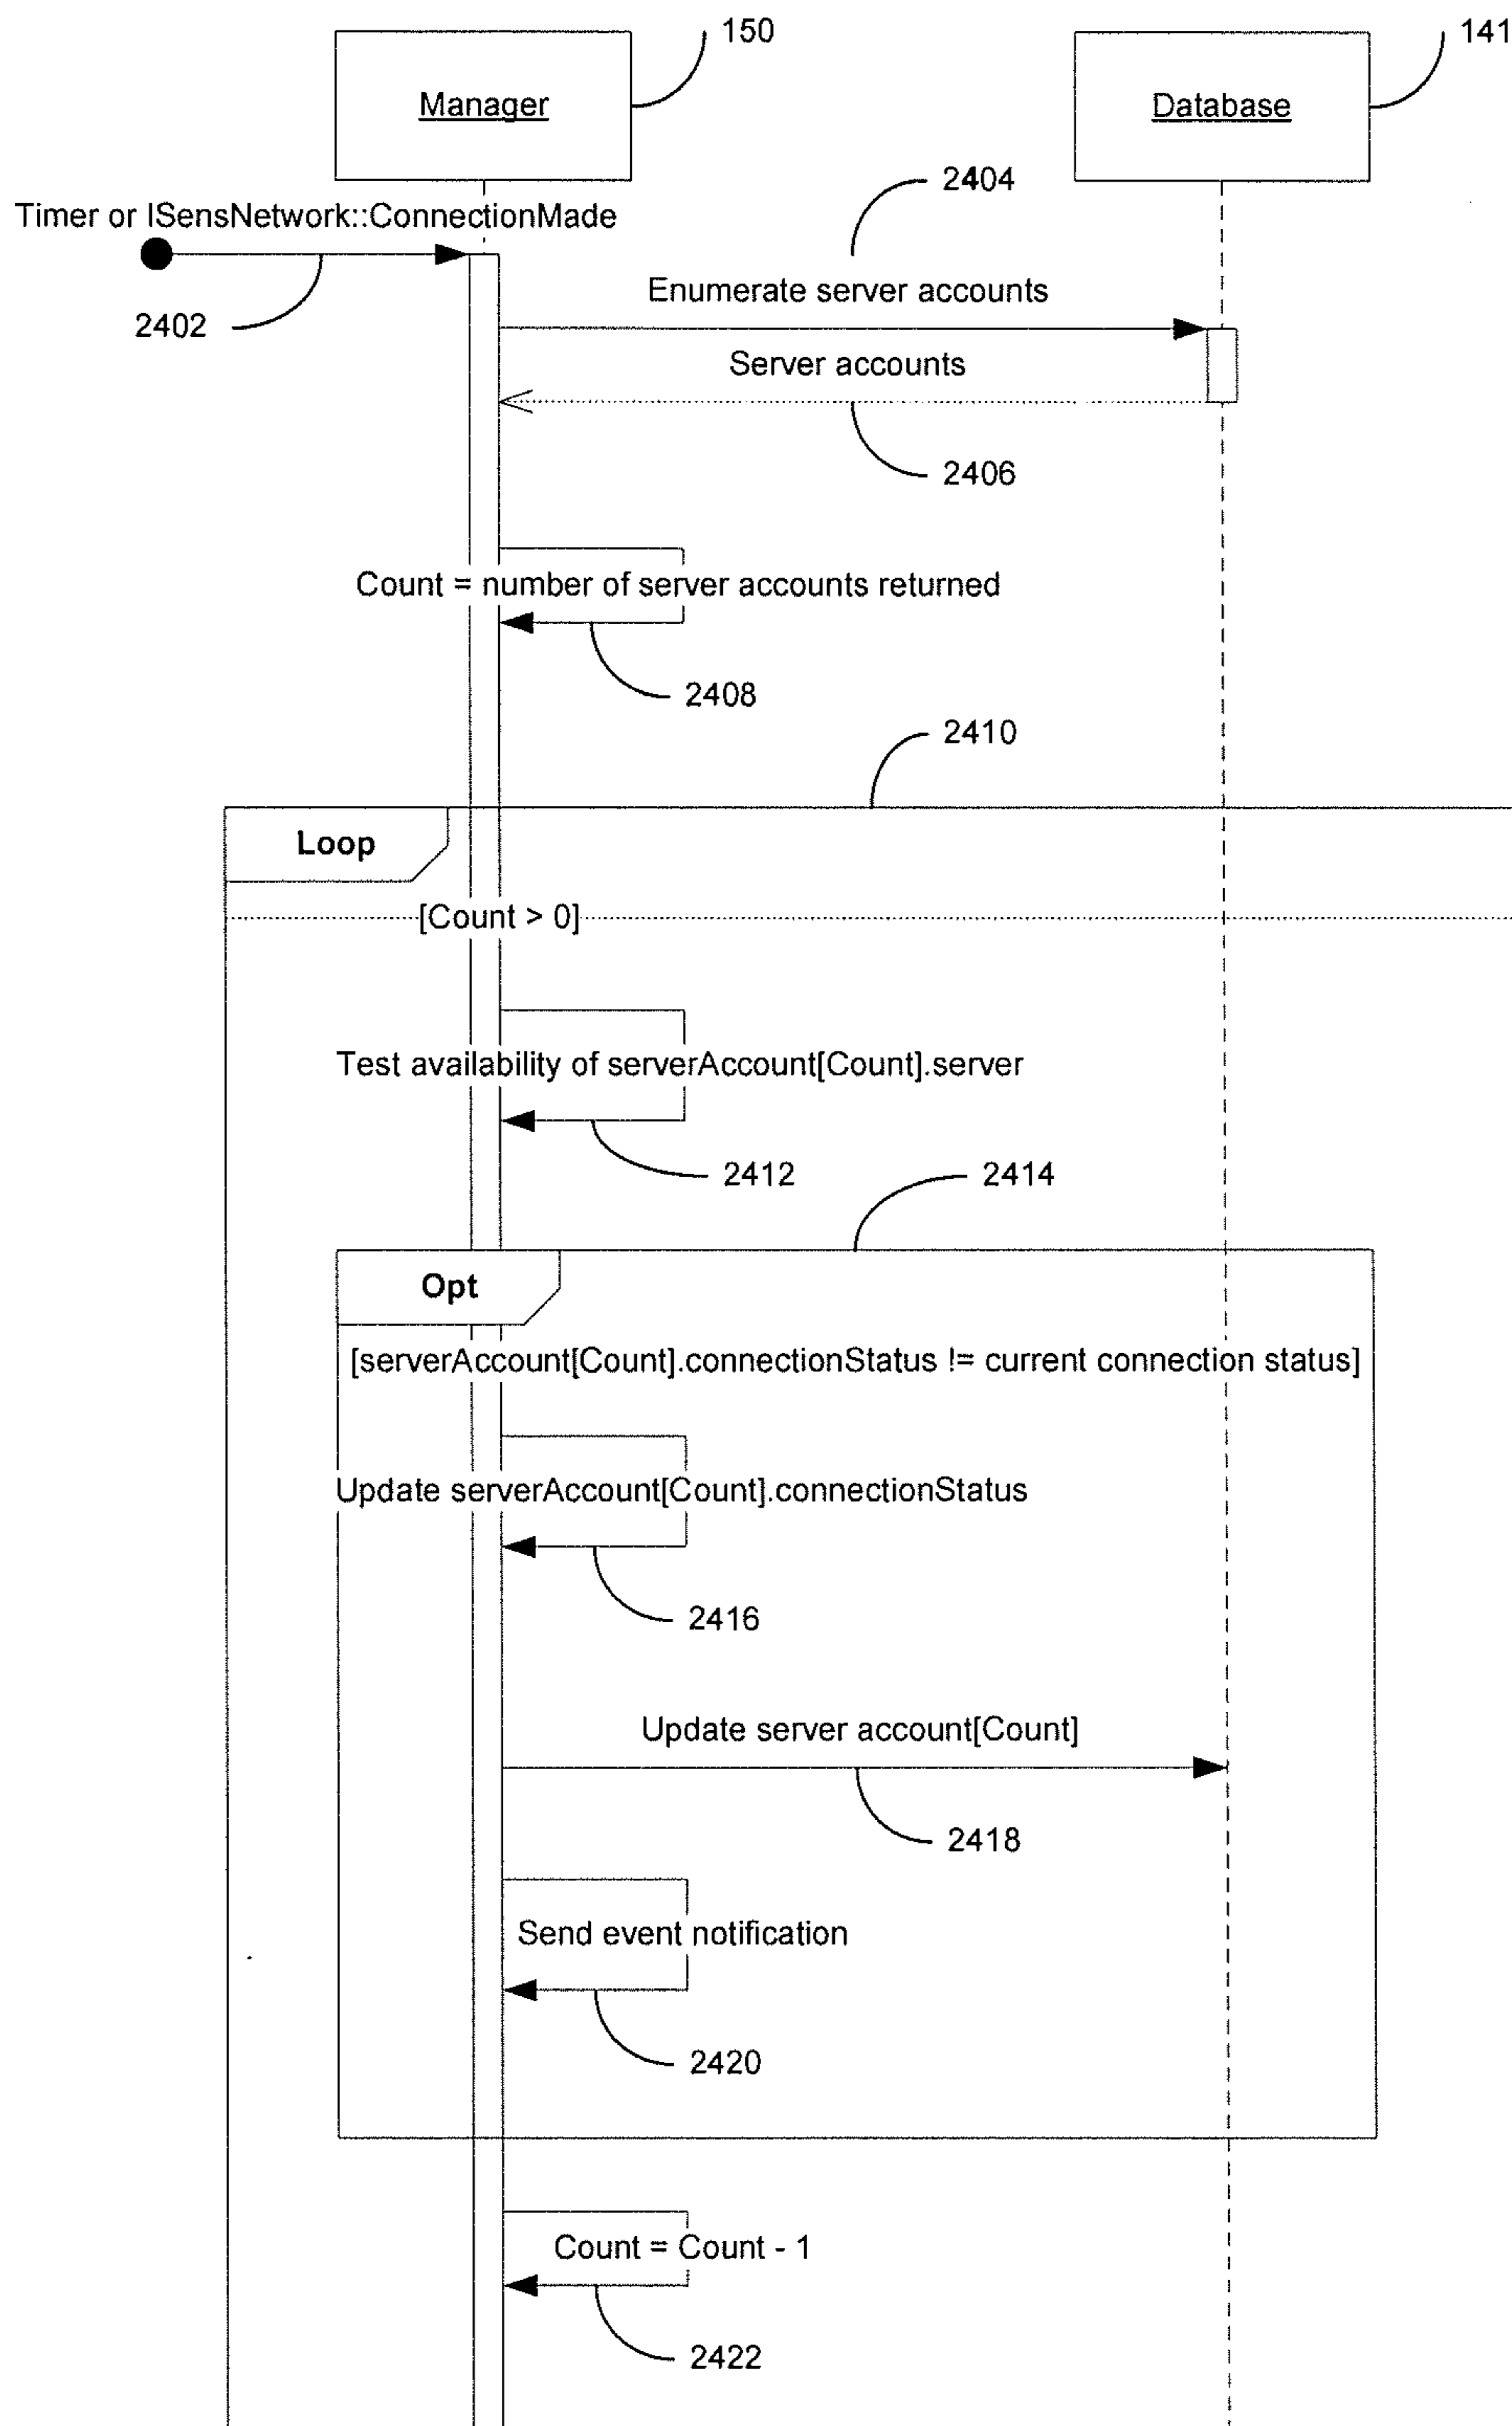 150
141
Manager
Database
2404
Timer or ISensNetwork::ConnectionMade
Enumerate server accounts
2402
Server accounts
2406
Count = number of server accounts returned
2408
2410
Loop
[Count > 0]
Test availability of serverAccount[Count].server
2412
2414
Opt
[serverAccount[Count].connectionStatus != current connection status]
Update serverAccount[Count].connectionStatus
2416
Update server account[Count]
2418
Send event notification
2420
Count = Count - 1
2422